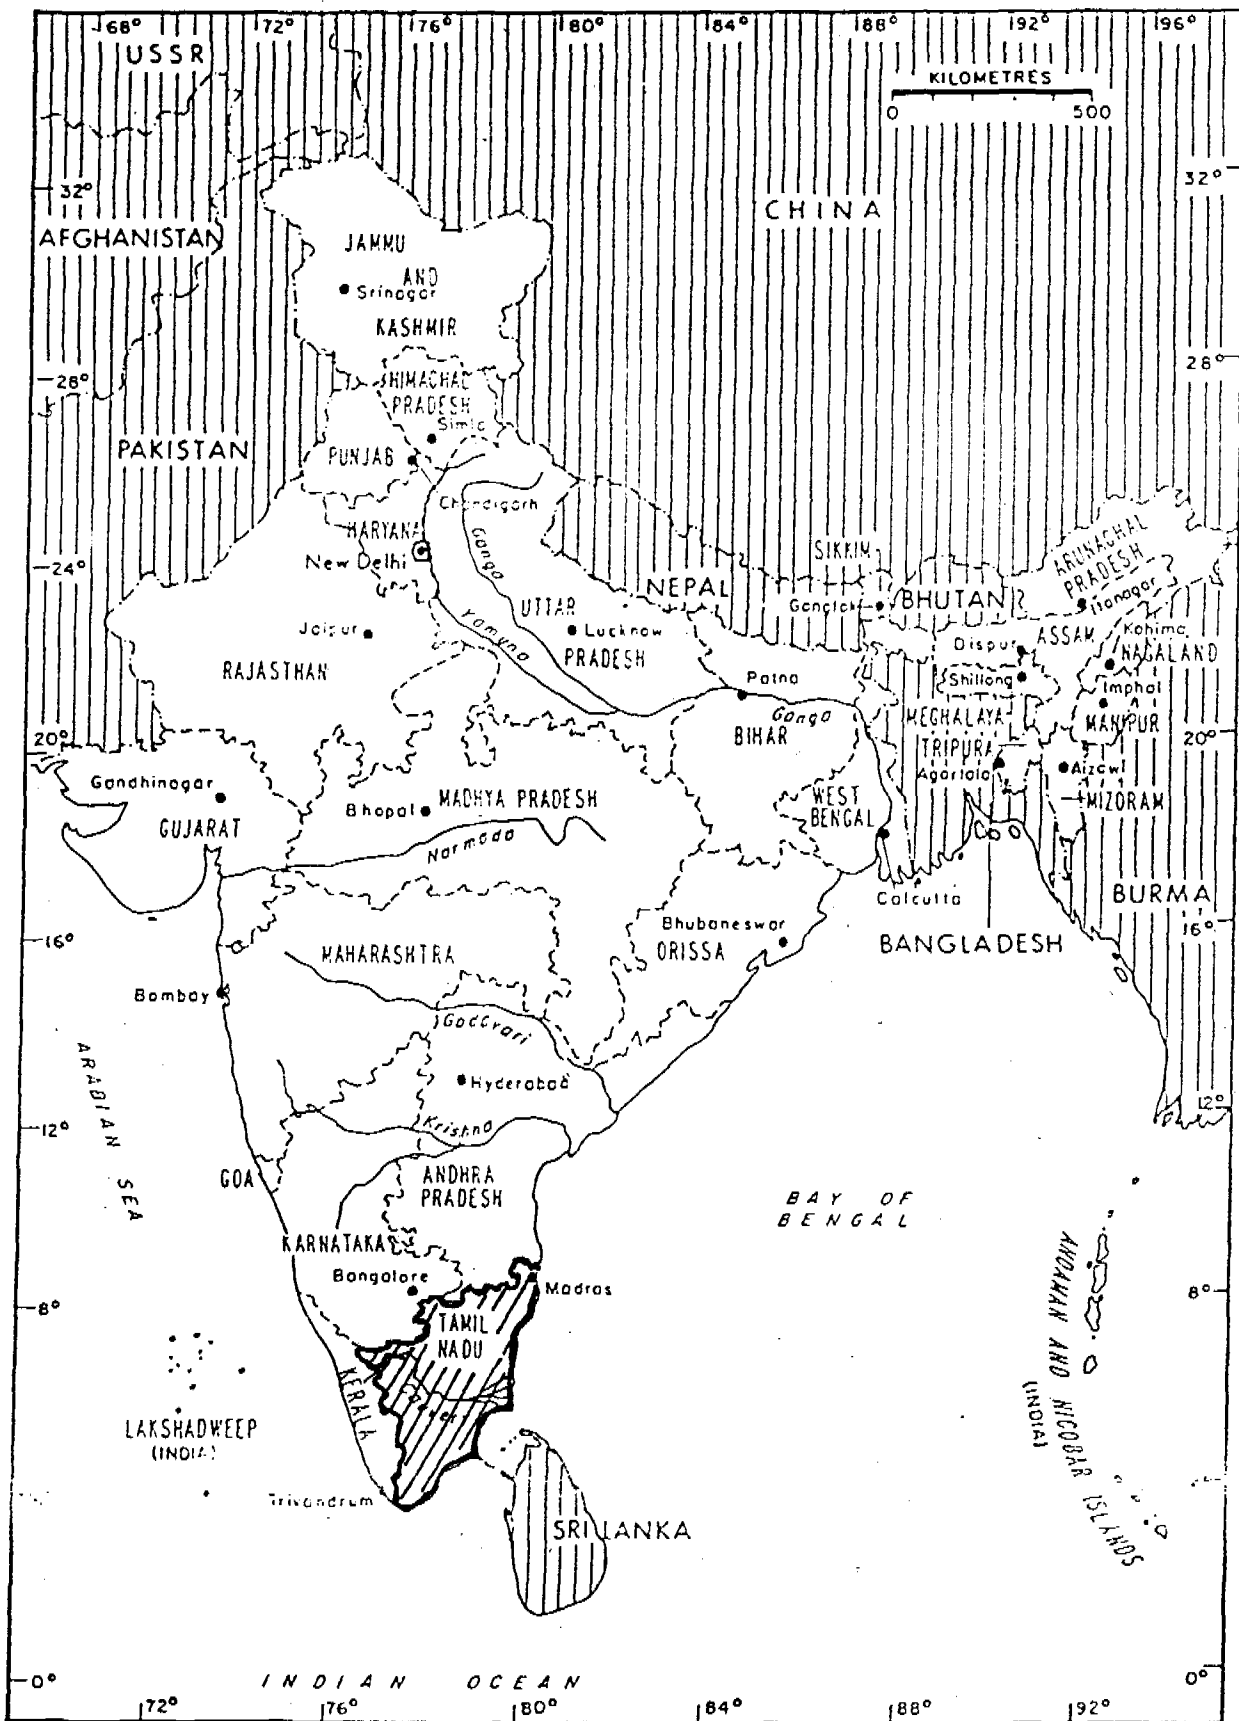 68°
72°
76°
80°
84°
88°
92°
96°
USSR
KILOMETRES
0 500
32°
32°
CHINA
AFGHANISTAN
JAMMU
AND
Srinagar
KASHMIR
28°
28°
HIMACHAL
PRADESH
Simla
PAKISTAN
PUNJAB
Chandigarh
HARYANA
New Delhi
Ganga
24°
24°
SIKKIM
ARUNACHAL
PRADESH
NEPAL
Gangtok
BHUTAN
Itanagar
UTTAR
Lucknow
PRADESH
Yamuna
Jaipur
RAJASTHAN
Dispur
ASSAM
Kohima
NAGALAND
Shillong
Imphal
Patna
Ganga
BIHAR
MEGHALAYA
MANIPUR
20°
20°
TRIPURA
Agartala
Aizawl
MIZORAM
Gandhinagar
GUJARAT
Bhopal
MADHYA PRADESH
Narmada
WEST
BENGAL
Calcutta
BURMA
16°
16°
Bhubaneswar
ORISSA
BANGLADESH
MAHARASHTRA
Bombay
Godavari
Hyderabad
ARABIAN SEA
12°
12°
Krishna
GOA
ANDHRA
PRADESH
BAY OF
BENGAL
KARNATAKA
Bangalore
Madras
8°
8°
TAMIL
NADU
KERALA
LAKSHADWEEP
(INDIA)
ANDAMAN AND NICOBAR ISLANDS
(INDIA)
Trivandrum
SRI LANKA
0°
0°
INDIAN OCEAN
72°
76°
80°
84°
88°
92°